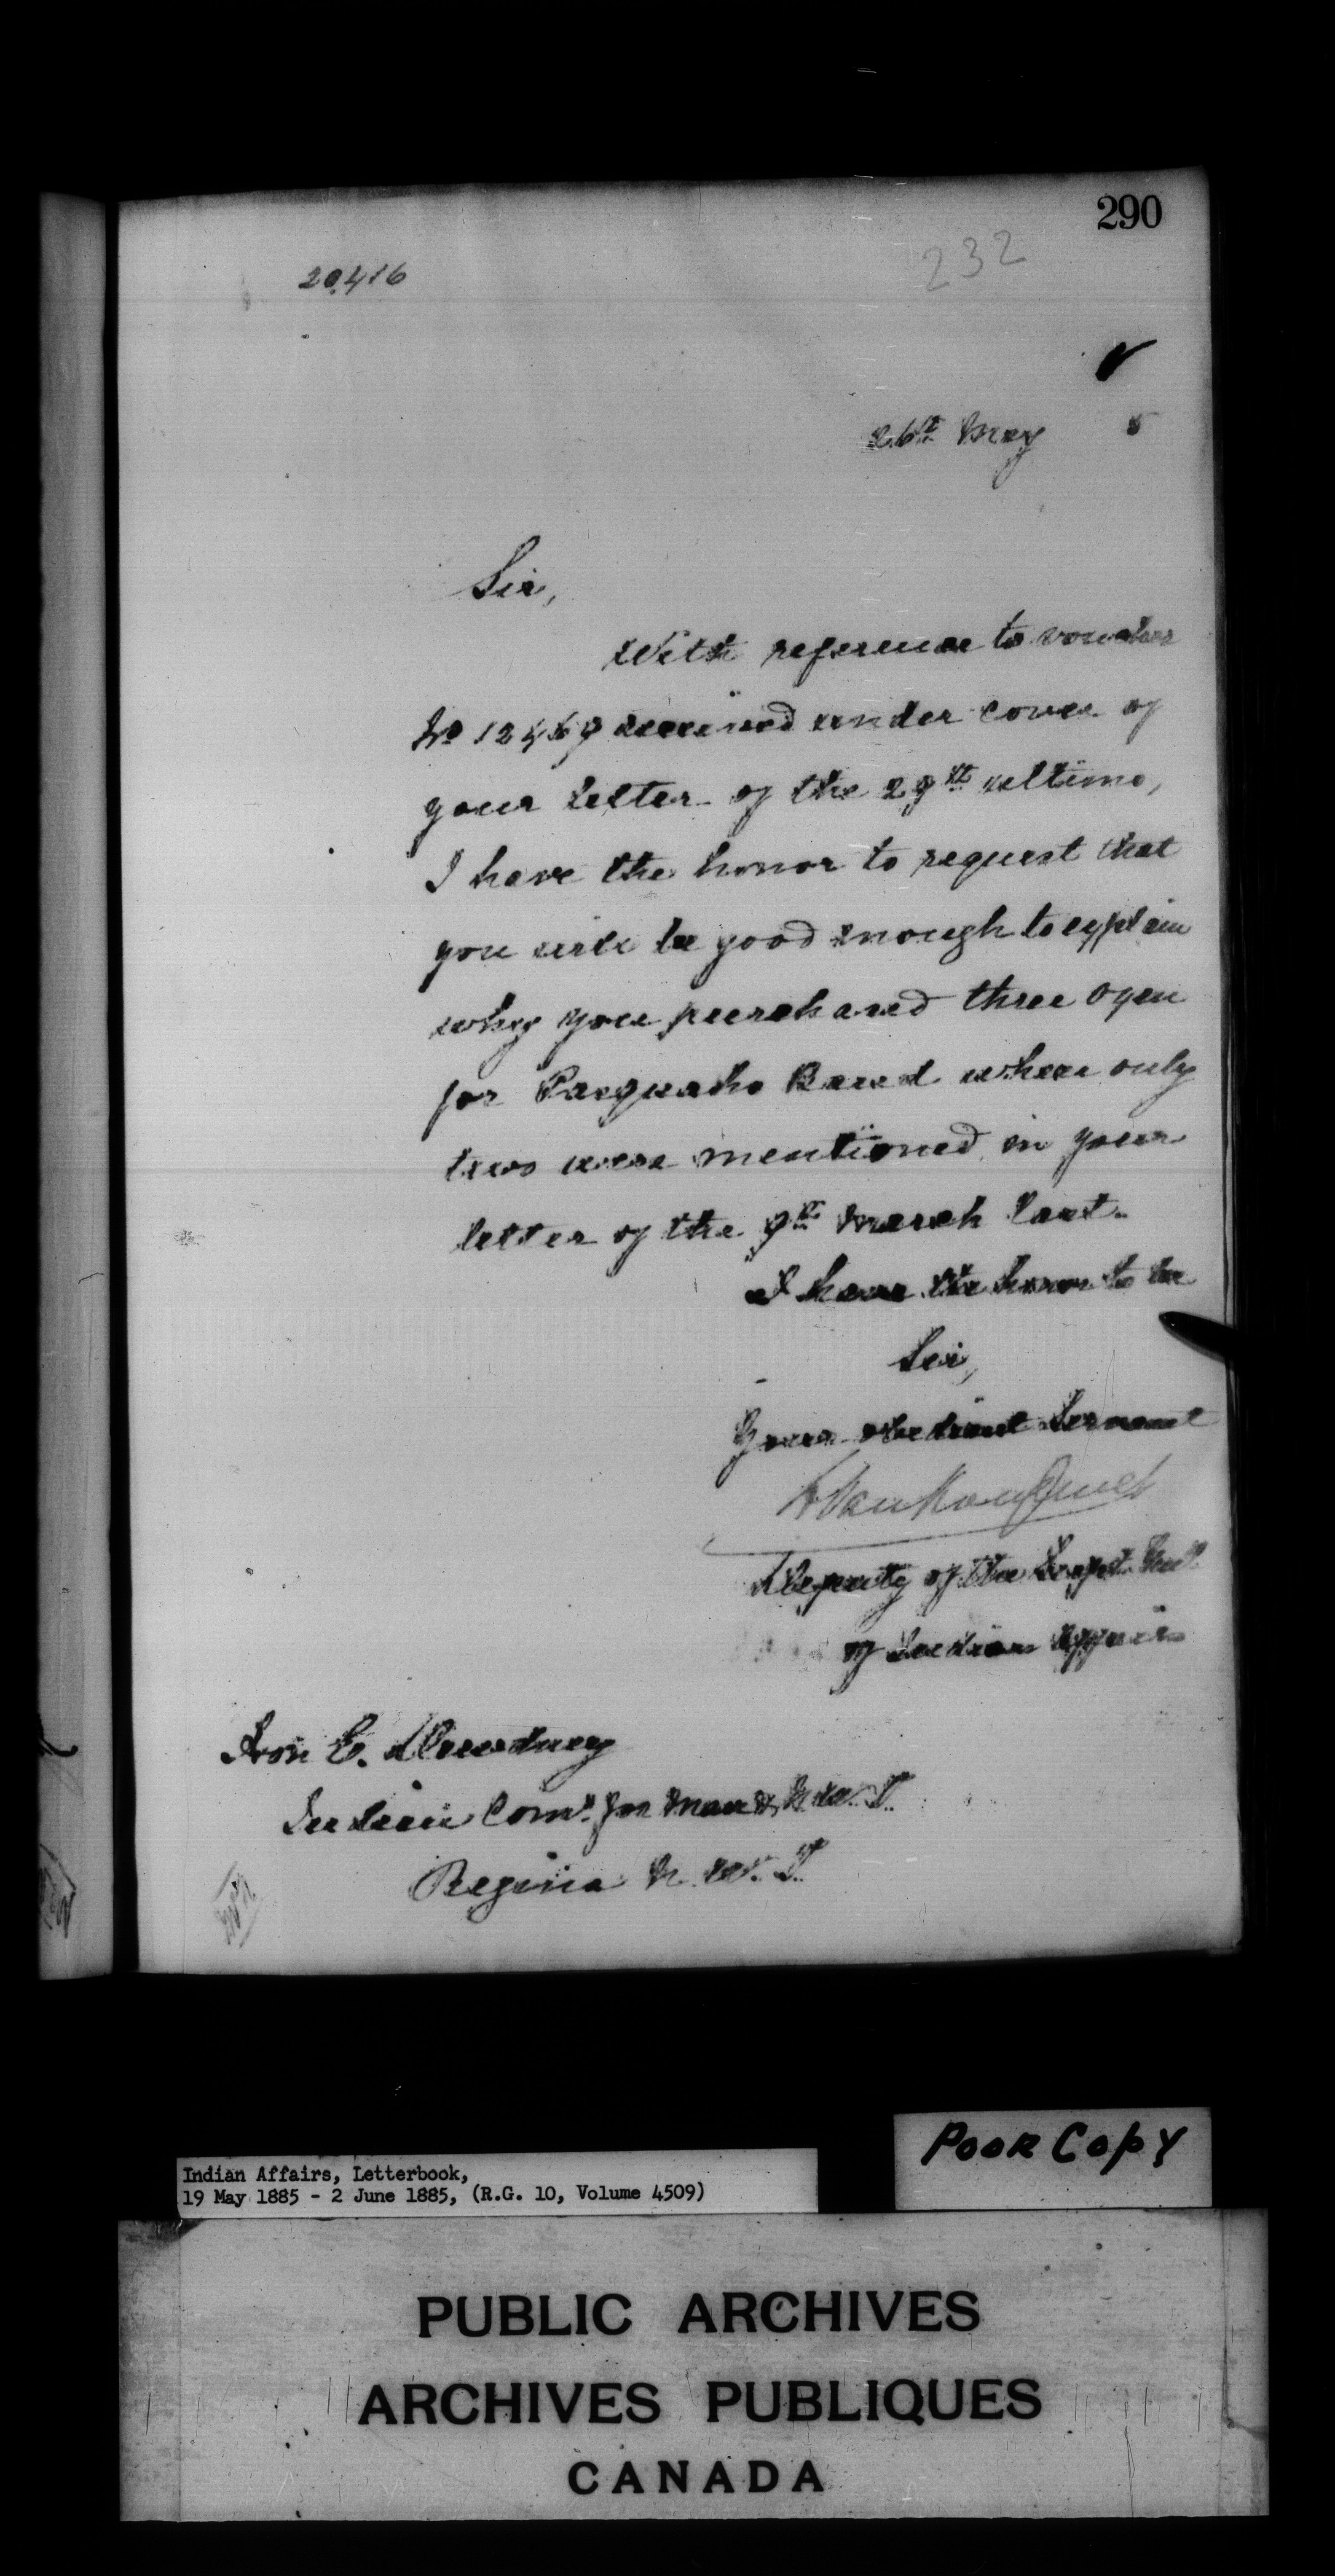 290
232
20,416
26th May 5
Sir,
With reference to voucher
No received under cover of
your letter of the 29th ultimo,
I have the honor to request that
you will be good enough to explain
why you purchased three oxen
for Pasquahs Band when only
two were mentioned in your
letter of the 9th March last.
I have the honor to be
Sir,
Your obedient Servant
L VanKoughnet
Deputy of the Supt. Genl.
of Indian Affairs
Hon E. Dewdney
Indian Comr. for Man & N.W.T.
Regina N.W.T.
Poor Copy
Indian Affairs, Letterbook,
19 May 1885 - 2 June 1885, (R.G. 10, Volume 4509)
PUBLIC ARCHIVES
ARCHIVES PUBLIQUES
CANADA